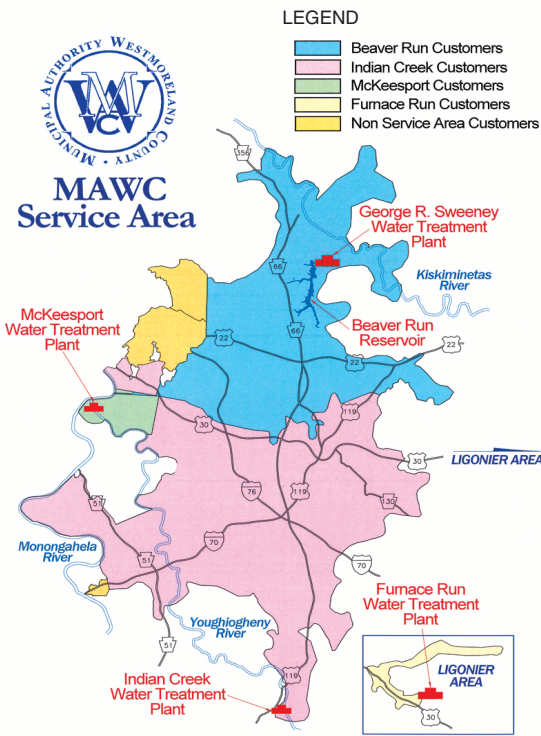 LEGEND
Beaver Run Customers
Indian Creek Customers
McKeesport Customers
Furnace Run Customers
Non Service Area Customers
MUNICIPAL AUTHORITY WESTMORELAND COUNTY
MAWC
MAWC
Service Area
356
George R. Sweeney
Water Treatment
Plant
66
Kiskiminetas
River
McKeesport
Water Treatment
Plant
Beaver Run
Reservoir
66
22
22
22
119
30
30
LIGONIER AREA
76
119
130
51
70
Monongahela
River
51
70
Furnace Run
Water Treatment
Plant
Youghiogheny
River
51
Indian Creek
Water Treatment
Plant
119
LIGONIER
AREA
30